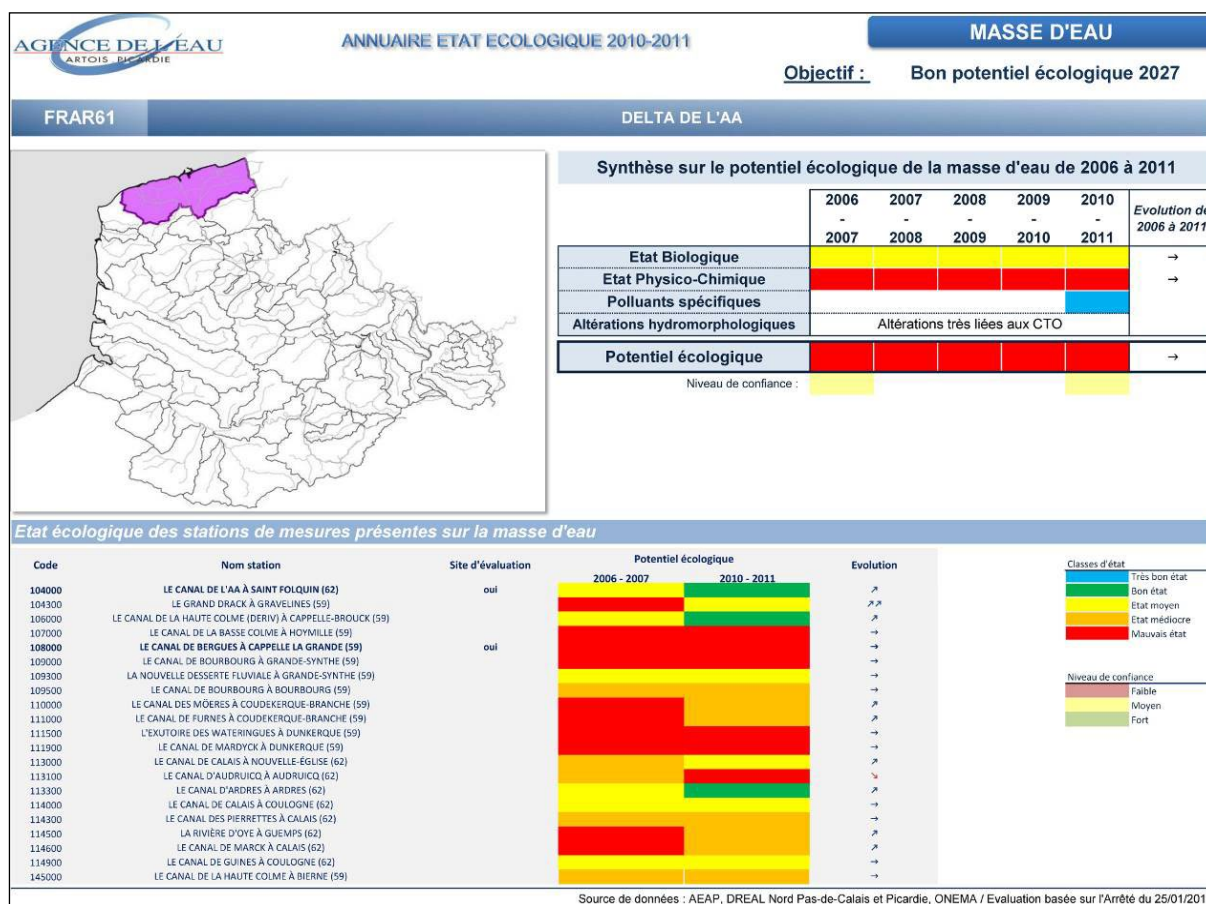 AGENCE DE L'EAU
ARTOIS PICARDIE
ANNUAIRE ETAT ECOLOGIQUE 2010-2011
MASSE D'EAU
Objectif : Bon potentiel écologique 2027
FRAR61 DELTA DE L'AA
Synthèse sur le potentiel écologique de la masse d'eau de 2006 à 2011
2006 - 2007 2007 - 2008 2008 - 2009 2009 - 2010 2010 - 2011 Evolution de 2006 à 2011
Etat Biologique →
Etat Physico-Chimique →
Polluants spécifiques
Altérations hydromorphologiques Altérations très liées aux CTO
Potentiel écologique →
Niveau de confiance :
Etat écologique des stations de mesures présentes sur la masse d'eau
Code Nom station Site d'évaluation Potentiel écologique Evolution
2006 - 2007 2010 - 2011
104000 LE CANAL DE L'AA À SAINT FOLQUIN (62) oui ↗
104300 LE GRAND DRACK À GRAVELINES (59) ↗↗
106000 LE CANAL DE LA HAUTE COLME (DERIV) À CAPPELLE-BROUCK (59) ↗
107000 LE CANAL DE LA BASSE COLME À HOYMILLE (59) →
108000 LE CANAL DE BERGUES À CAPPELLE LA GRANDE (59) oui →
109000 LE CANAL DE BOURBOURG À GRANDE-SYNTHE (59) →
109300 LA NOUVELLE DESSERTE FLUVIALE À GRANDE-SYNTHE (59) →
109500 LE CANAL DE BOURBOURG À BOURBOURG (59) →
110000 LE CANAL DES MÖERES À COUDEKERQUE-BRANCHE (59) ↗
111000 LE CANAL DE FURNES À COUDEKERQUE-BRANCHE (59) ↗
111500 L'EXUTOIRE DES WATERINGUES À DUNKERQUE (59) →
111900 LE CANAL DE MARDYCK À DUNKERQUE (59) →
113000 LE CANAL DE CALAIS À NOUVELLE-ÉGLISE (62) ↗
113100 LE CANAL D'AUDRUICQ À AUDRUICQ (62) ↘
113300 LE CANAL D'ARDRES À ARDRES (62) ↗
114000 LE CANAL DE CALAIS À COULOGNE (62) →
114300 LE CANAL DES PIERRETTES À CALAIS (62) →
114500 LA RIVIÈRE D'OYE À GUEMPS (62) ↗
114600 LE CANAL DE MARCK À CALAIS (62) ↗
114900 LE CANAL DE GUINES À COULOGNE (62) →
145000 LE CANAL DE LA HAUTE COLME À BIERNE (59) →
Classes d'état
Très bon état
Bon état
Etat moyen
Etat médiocre
Mauvais état
Niveau de confiance
Faible
Moyen
Fort
Source de données : AEAP, DREAL Nord Pas-de-Calais et Picardie, ONEMA / Evaluation basée sur l'Arrêté du 25/01/201